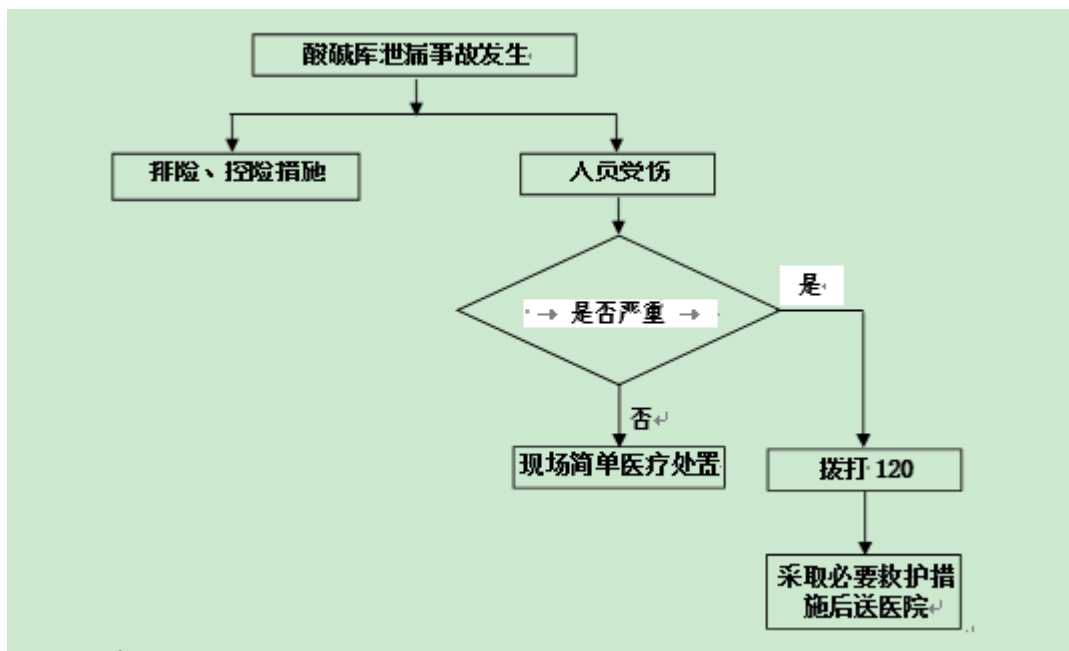 酸碱库泄漏事故发生
排险、控险措施
人员受伤
是
→ 是否严重 →
否
现场简单医疗处置
拨打 120
采取必要救护措
施后送医院